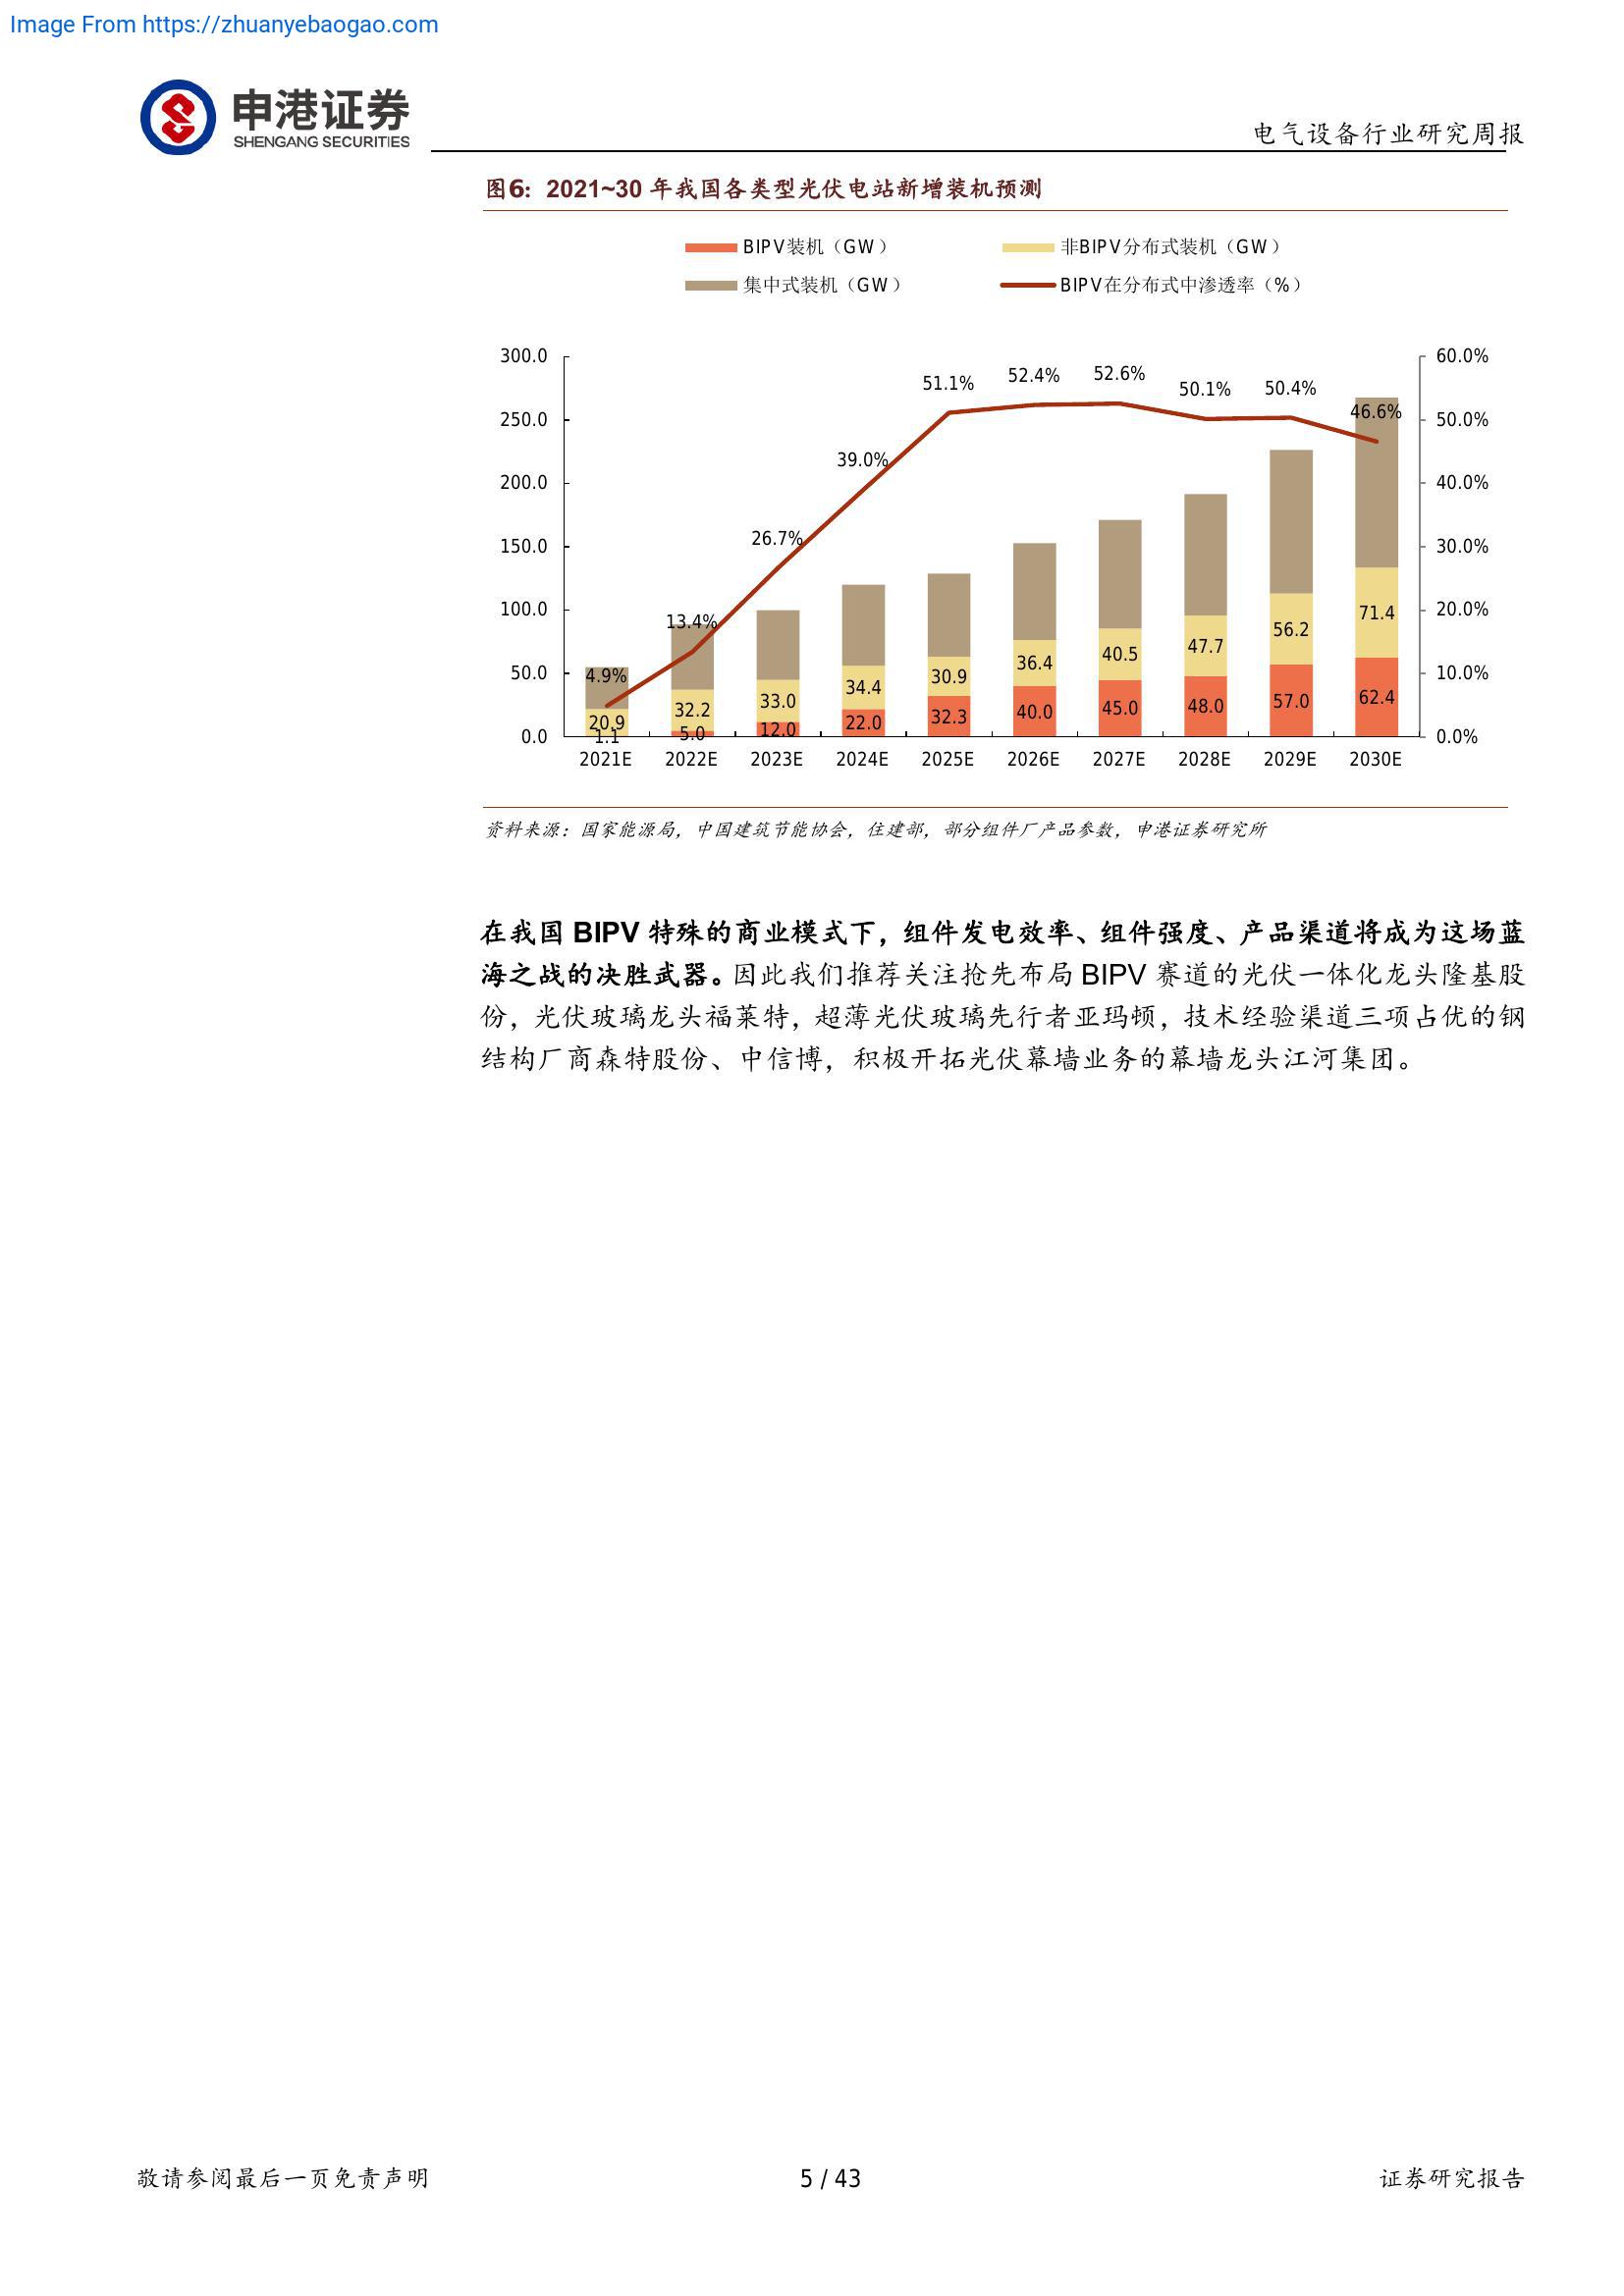 Image From https://zhuanyebaogao.com
申港证券
SHENGANG SECURITIES
电气设备行业研究周报
图6: 2021~30 年我国各类型光伏电站新增装机预测
BIPV装机（GW） 非BIPV分布式装机（GW）
集中式装机（GW） BIPV在分布式中渗透率（%）
300.0 60.0%
250.0 50.0%
200.0 40.0%
150.0 30.0%
100.0 20.0%
50.0 10.0%
0.0 0.0%
4.9% 13.4% 26.7% 39.0% 51.1% 52.4% 52.6% 50.1% 50.4% 46.6%
20.9 32.2 33.0 34.4 30.9 36.4 40.5 47.7 56.2 71.4
1.1 5.0 12.0 22.0 32.3 40.0 45.0 48.0 57.0 62.4
2021E 2022E 2023E 2024E 2025E 2026E 2027E 2028E 2029E 2030E
资料来源：国家能源局，中国建筑节能协会，住建部，部分组件厂产品参数，申港证券研究所
在我国 BIPV 特殊的商业模式下，组件发电效率、组件强度、产品渠道将成为这场蓝
海之战的决胜武器。因此我们推荐关注抢先布局 BIPV 赛道的光伏一体化龙头隆基股
份，光伏玻璃龙头福莱特，超薄光伏玻璃先行者亚玛顿，技术经验渠道三项占优的钢
结构厂商森特股份、中信博，积极开拓光伏幕墙业务的幕墙龙头江河集团。
敬请参阅最后一页免责声明 5 / 43 证券研究报告